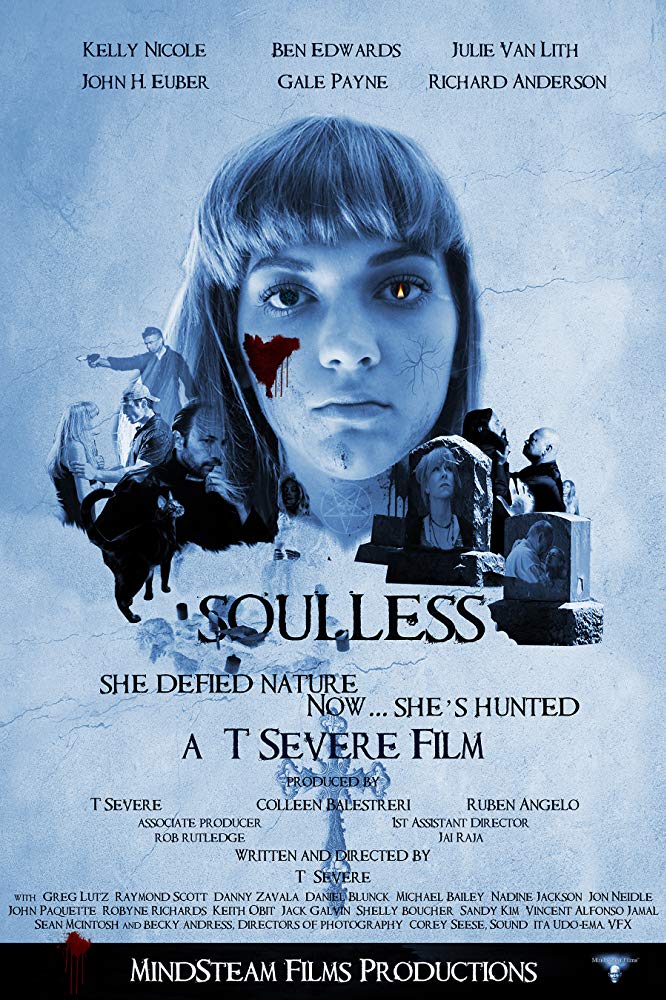 KELLY NICOLE BEN EDWARDS JULIE VAN LITH
JOHN H. EUBER GALE PAYNE RICHARD ANDERSON
SOULLESS
SHE DEFIED NATURE
NOW... SHE'S HUNTED
A T SEVERE FILM
PRODUCED BY
T SEVERE COLLEEN BALESTRERI RUBEN ANGELO
ASSOCIATE PRODUCER 1ST ASSISTANT DIRECTOR
ROB RUTLEDGE JAI RAJA
WRITTEN AND DIRECTED BY
T SEVERE
WITH GREG LUTZ RAYMOND SCOTT DANNY ZAVALA DANIEL BLUNCK MICHAEL BAILEY NADINE JACKSON JON NEIDLE
JOHN PAQUETTE ROBYNE RICHARDS KEITH OBIT JACK GALVIN SHELLY BOUCHER SANDY KIM VINCENT ALFONSO JAMAL
SEAN MCINTOSH AND BECKY ANDRESS, DIRECTORS OF PHOTOGRAPHY COREY SEESE, SOUND ITA UDO-EMA, VFX
MINDSTEAM FILMS PRODUCTIONS